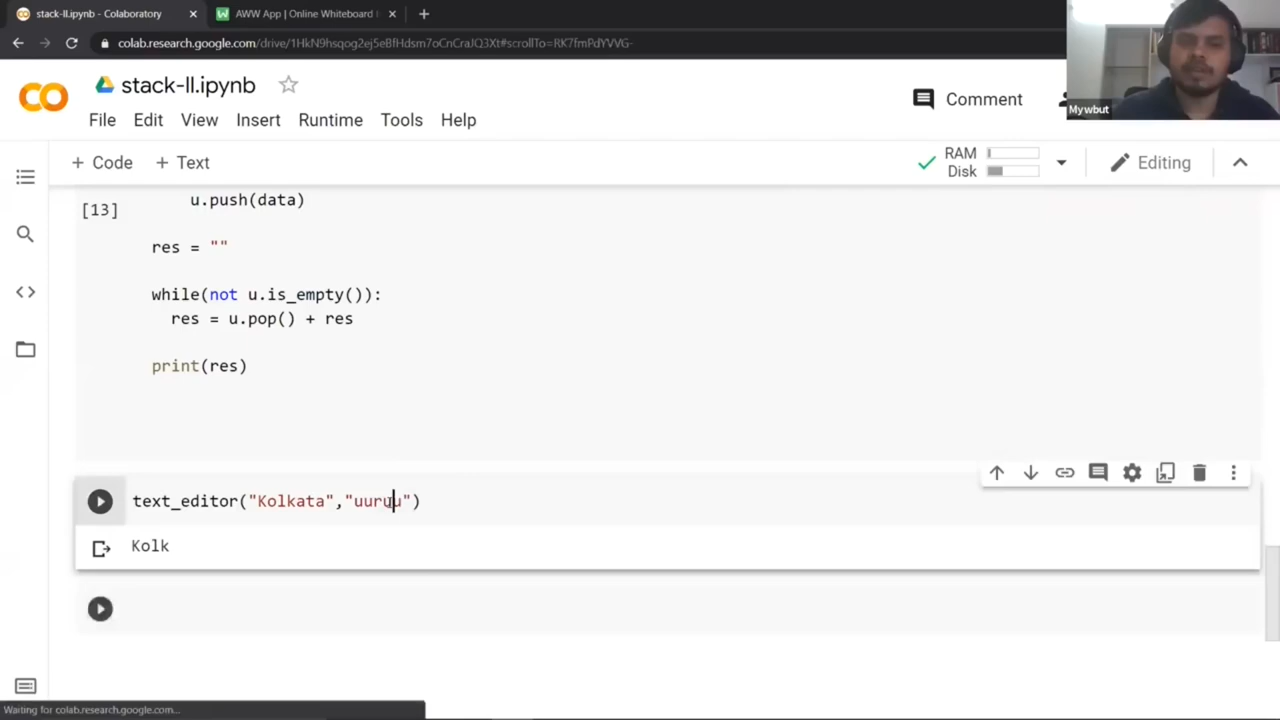 stack-ll.ipynb - Colaboratory
AWW App | Online Whiteboard
colab.research.google.com/drive/1HkN9hsqog2ej5eBfHdsm7oCnCraJQ3Xt#scrollTo=RK7fmPdYVVG-
Mywbut
CO stack-ll.ipynb
Comment
File Edit View Insert Runtime Tools Help
+ Code + Text
RAM
Disk
Editing
[13]
u.push(data)
res = ""
while(not u.is_empty()):
res = u.pop() + res
print(res)
text_editor("Kolkata","uuruu")
Kolk
Waiting for colab.research.google.com...